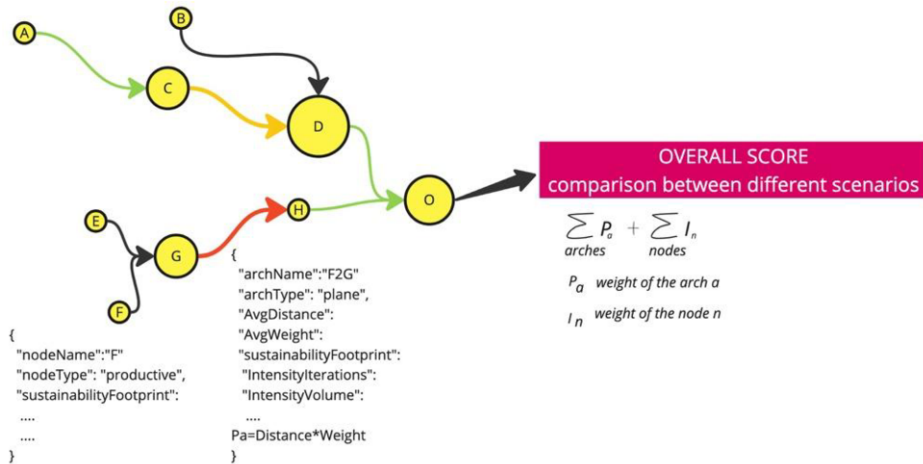 A
B
C
D
E
F
G
H
O
OVERALL SCORE
comparison between different scenarios
∑ Pa + ∑ In
arches nodes
Pa weight of the arch a
In weight of the node n
{
"nodeName":"F"
"nodeType": "productive",
"sustainabilityFootprint":
....
....
}
{
"archName":"F2G"
"archType": "plane",
"AvgDistance":
"AvgWeight":
"sustainabilityFootprint":
"IntensityIterations":
"IntensityVolume":
....
Pa=Distance*Weight
}